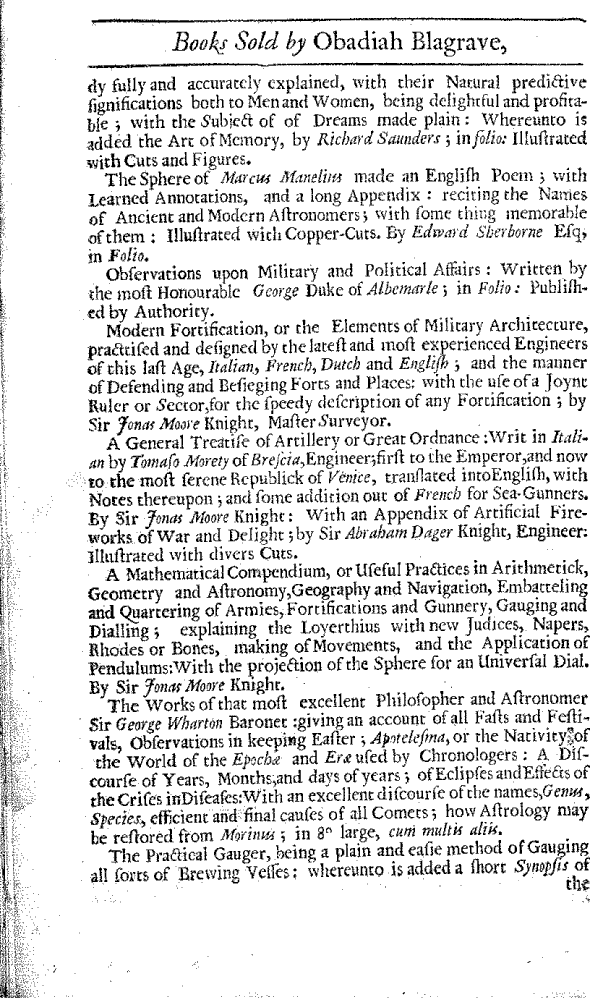 Books Sold by Obadiah Blagrave,
dy fully and accurately explained, with their Natural predictive
ſignifications both to Men and Women, being delightful and profita-
ble ; with the Subject of of Dreams made plain : Whereunto is
added the Art of Memory, by Richard Saunders ; in folio: Illuſtrated
with Cuts and Figures.
The Sphere of Marcus Manelius made an Engliſh Poem ; with
Learned Annotations, and a long Appendix : reciting the Names
of Ancient and Modern Aſtronomers; with ſome thing memorable
of them : Illuſtrated with Copper-Cuts. By Edward Sherborne Eſq,
in Folio.
Obſervations upon Military and Political Affairs : Written by
the moſt Honourable George Duke of Albemarle ; in Folio : Publiſh-
ed by Authority.
Modern Fortification, or the Elements of Military Architecture,
practiſed and deſigned by the lateſt and moſt experienced Engineers
of this laſt Age, Italian, French, Dutch and Engliſh ; and the manner
of Defending and Beſieging Forts and Places: with the uſe of a Joynt
Ruler or Sector,for the ſpeedy deſcription of any Fortification ; by
Sir Jonas Moore Knight, Maſter Surveyor.
A General Treatiſe of Artillery or Great Ordnance :Writ in Itali-
an by Tomaſo Morety of Breſcia,Engineer;firſt to the Emperor,and now
to the moſt ſerene Republick of Venice, tranſlated intoEngliſh,with
Notes thereupon ; and ſome addition out of French for Sea-Gunners.
By Sir Jonas Moore Knight : With an Appendix of Artificial Fire-
works of War and Delight ;by Sir Abraham Dager Knight, Engineer:
Illuſtrated with divers Cuts.
A Mathematical Compendium, or Uſeful Practices in Arithmetick,
Geometry and Aſtronomy,Geography and Navigation, Embatteling
and Quartering of Armies,Fortifications and Gunnery, Gauging and
Dialling ; explaining the Loyerthius with new Judices, Napers,
Rhodes or Bones, making of Movements, and the Application of
Pendulums:With the projection of the Sphere for an Univerſal Dial.
By Sir Jonas Moore Knight.
The Works of that moſt excellent Philoſopher and Aſtronomer
Sir George Wharton Baronet :giving an account of all Faſts and Feſti-
vals, Obſervations in keeping Eaſter ; Apoteleſma, or the Nativity of
the World of the Epochæ and Eræ uſed by Chronologers : A Diſ-
courſe of Years, Months,and days of years ; of Eclipſes and Effects of
the Criſes inDiſeaſes:With an excellent diſcourſe of the names,Genus,
Species, efficient and final cauſes of all Comets ; how Aſtrology may
be reſtored from Morinus ; in 8º large, cum multis aliis.
The Practical Gauger, being a plain and eaſie method of Gauging
all ſorts of Brewing Veſſes : whereunto is added a ſhort Synopſis of
the